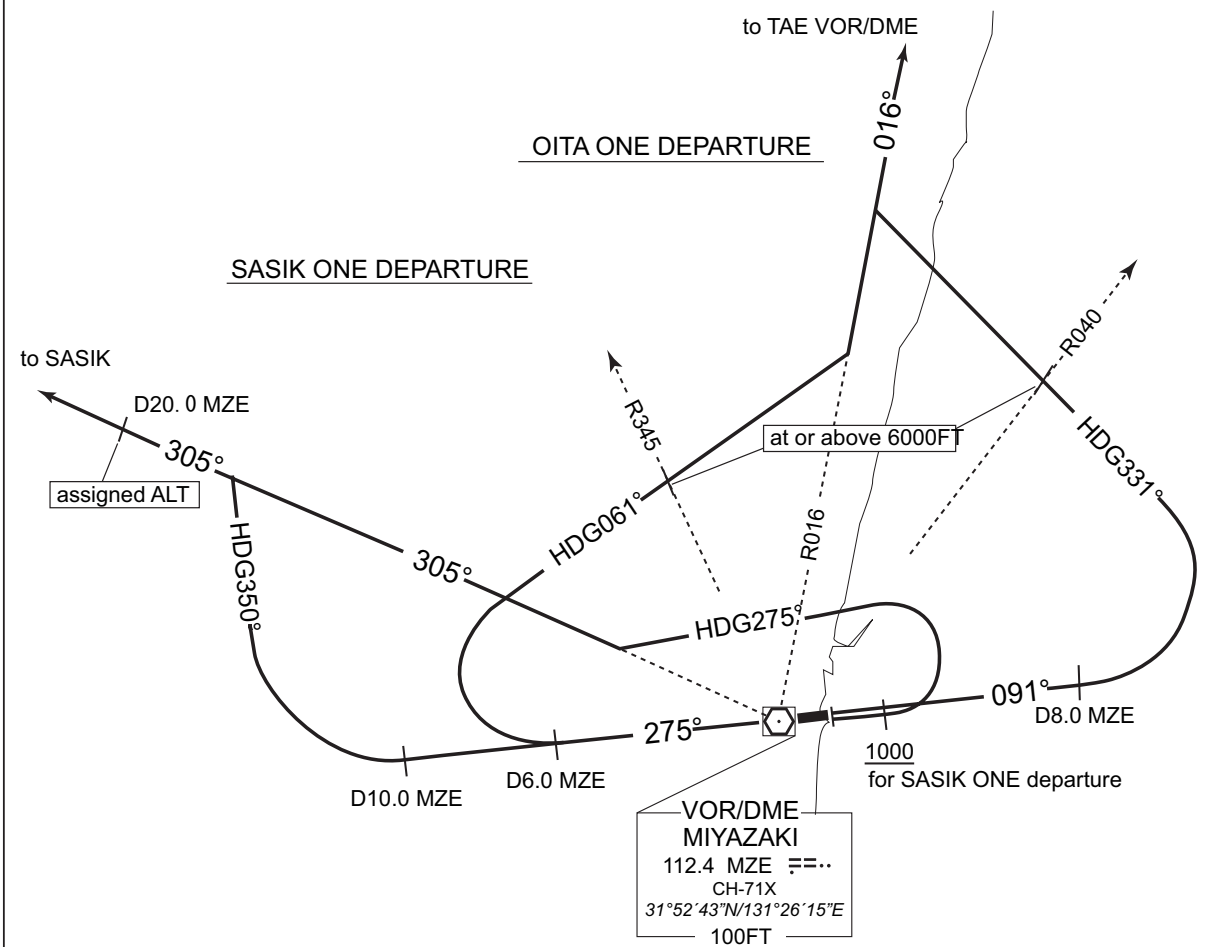 to TAE VOR/DME
016°
OITA ONE DEPARTURE
SASIK ONE DEPARTURE
R040
to SASIK
D20. 0 MZE
R345
at or above 6000FT
305°
assigned ALT
HDG331°
HDG061°
R016
HDG350°
305°
HDG275°
091°
275°
D8.0 MZE
1000
for SASIK ONE departure
D6.0 MZE
D10.0 MZE
VOR/DME
MIYAZAKI
112.4 MZE
CH-71X
31°52´43”N/131°26´15”E
100FT